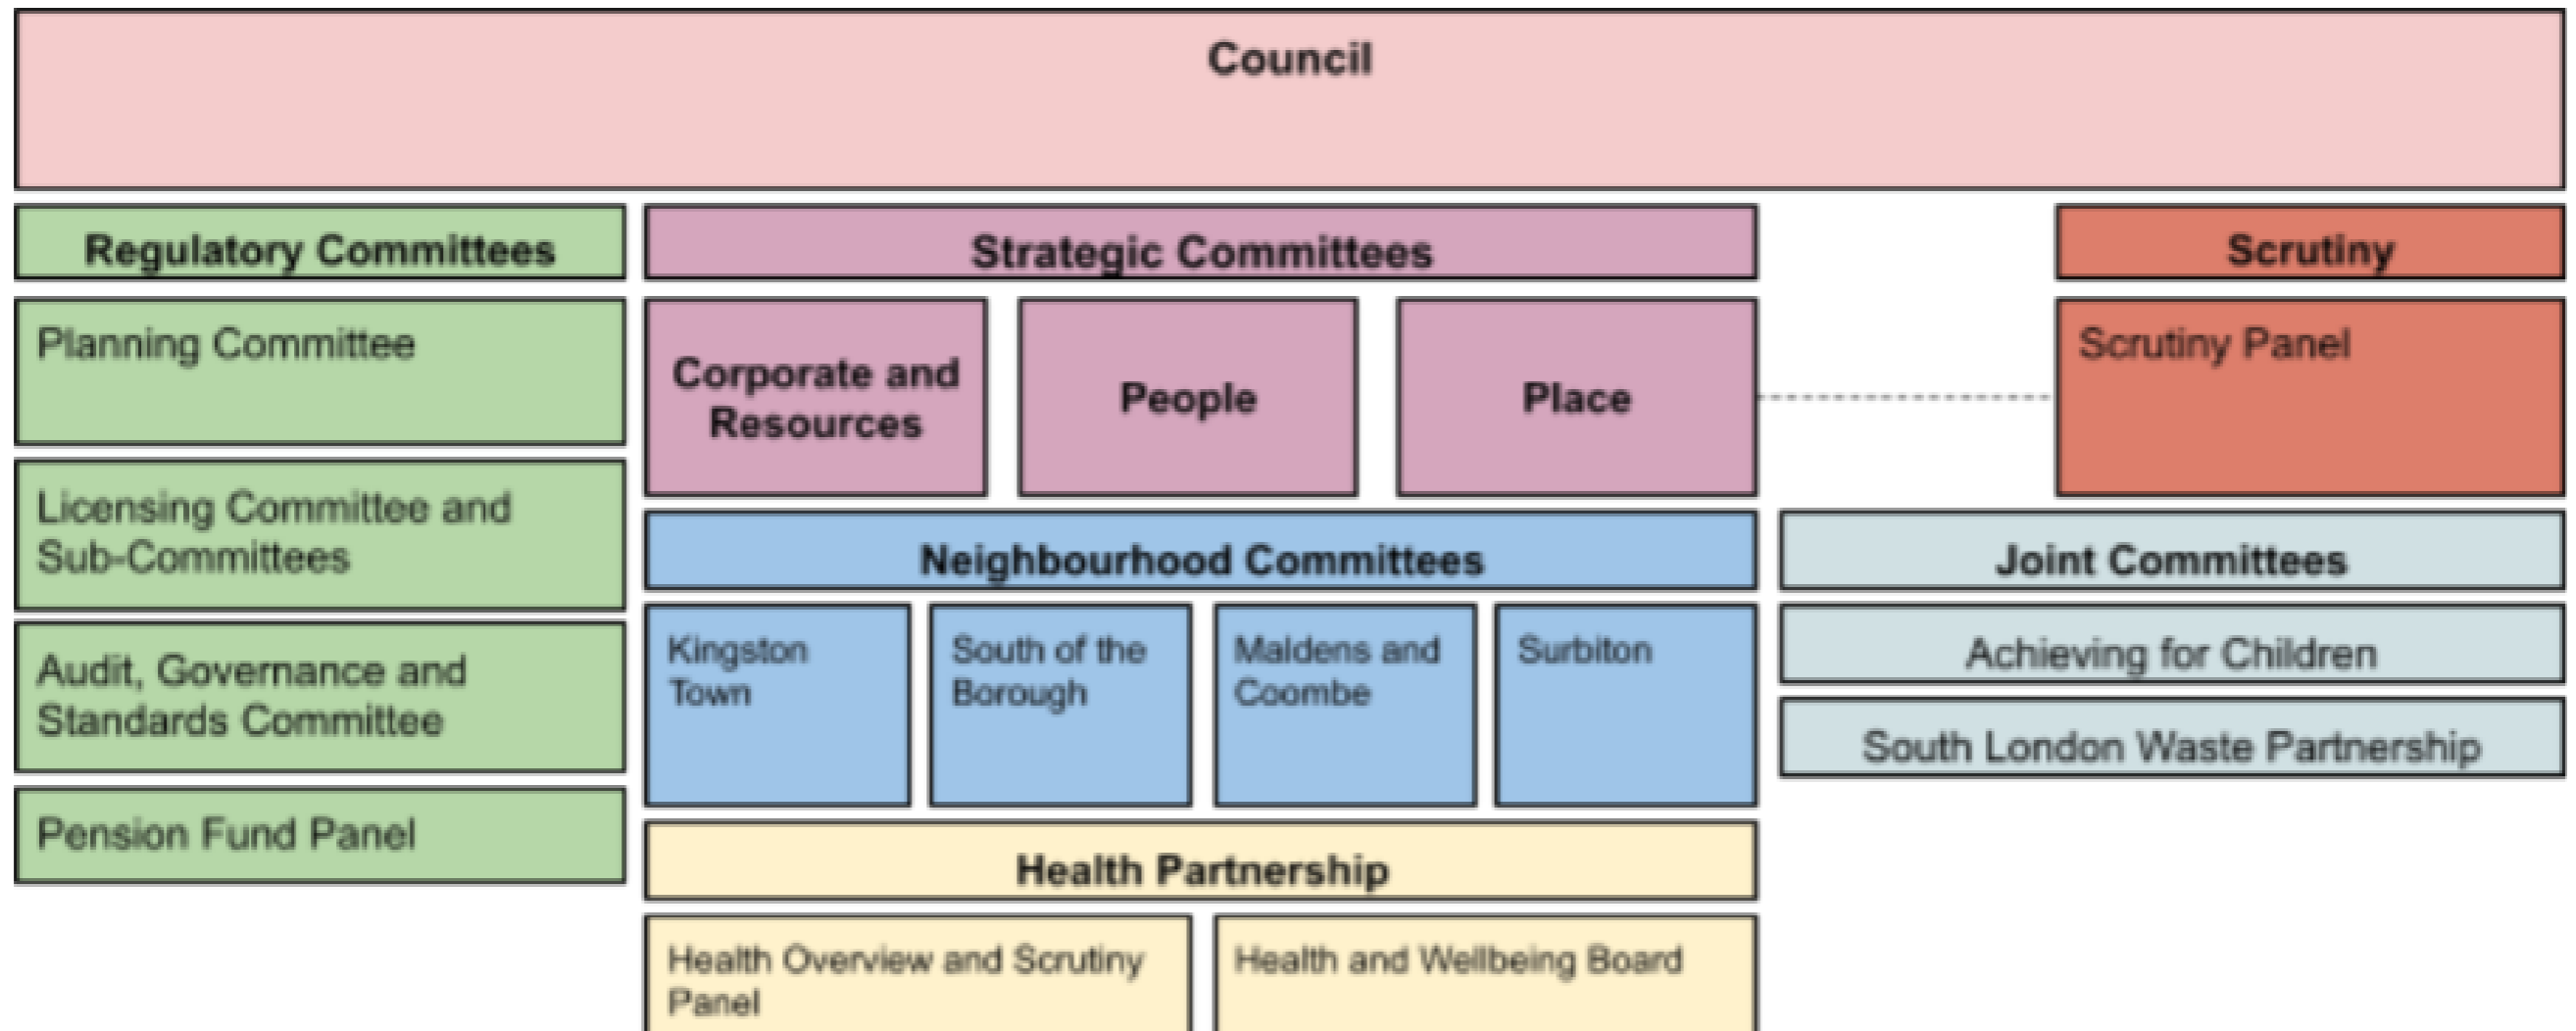 Council
Regulatory Committees
Planning Committee
Licensing Committee and
Sub-Committees
Audit, Governance and
Standards Committee
Pension Fund Panel
Strategic Committees
Corporate and
Resources
People
Place
Scrutiny
Scrutiny Panel
Neighbourhood Committees
Kingston
Town
South of the
Borough
Maldens and
Coombe
Surbiton
Joint Committees
Achieving for Children
South London Waste Partnership
Health Partnership
Health Overview and Scrutiny
Panel
Health and Wellbeing Board